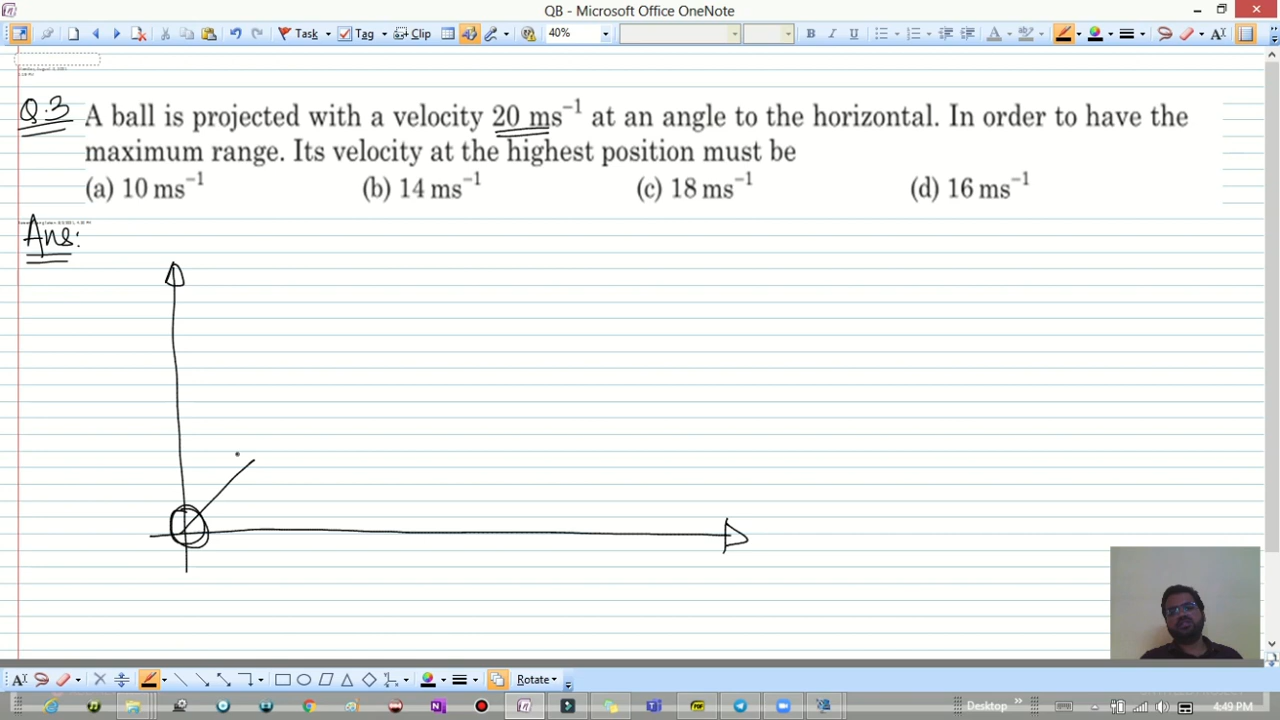 QB - Microsoft Office OneNote
Task Tag Clip 40% B I U A ab A
Q.3 A ball is projected with a velocity 20 ms⁻¹ at an angle to the horizontal. In order to have the
maximum range. Its velocity at the highest position must be
(a) 10 ms⁻¹ (b) 14 ms⁻¹ (c) 18 ms⁻¹ (d) 16 ms⁻¹
Ans:
Rotate
Desktop 4:49 PM